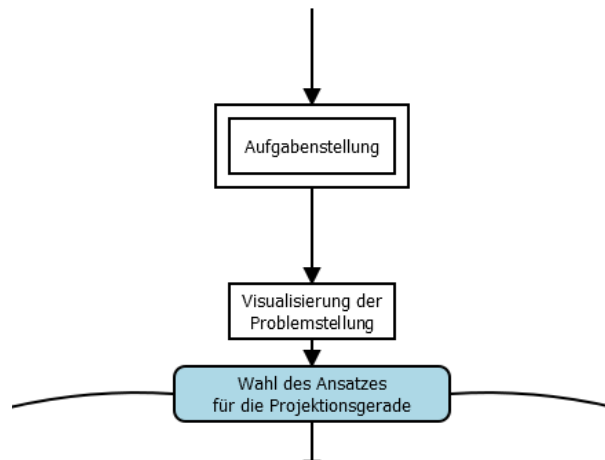 Aufgabenstellung
Visualisierung der
Problemstellung
Wahl des Ansatzes
für die Projektionsgerade